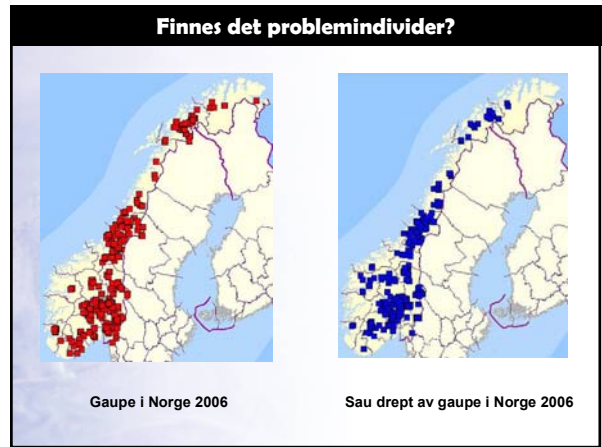 Finnes det problemindivider?
Gaupe i Norge 2006
Sau drept av gaupe i Norge 2006